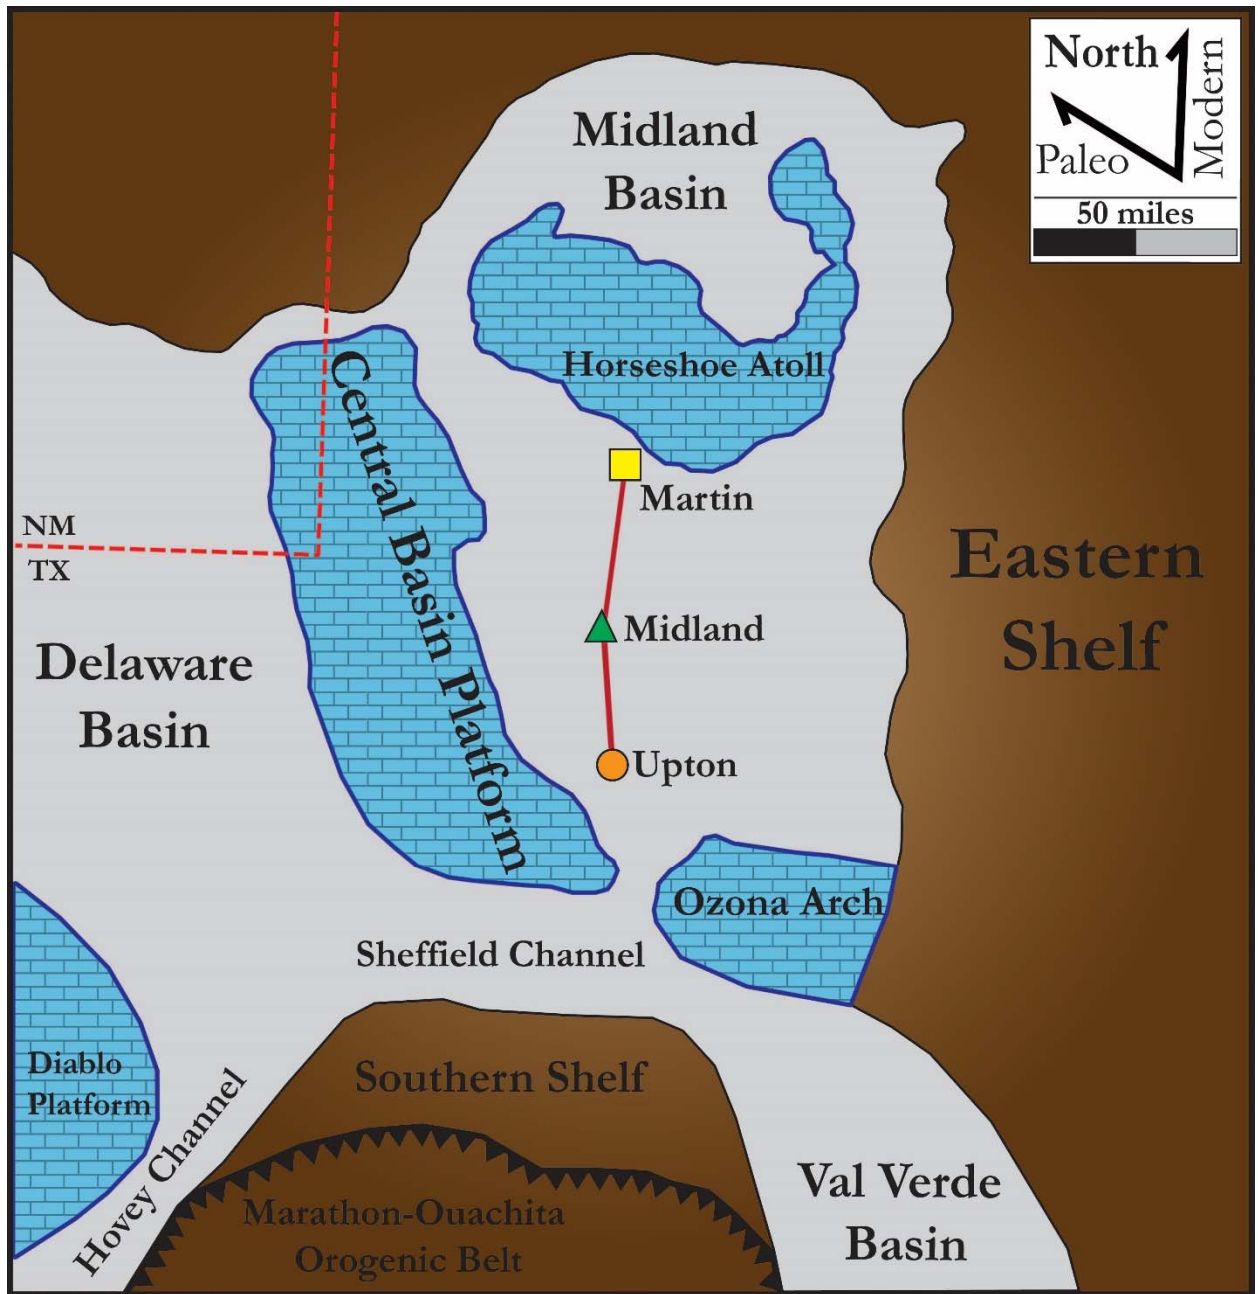 North
Modern
Paleo
50 miles
Midland
Basin
Horseshoe Atoll
Central Basin Platform
Martin
NM
TX
Eastern
Shelf
Midland
Delaware
Basin
Upton
Ozona Arch
Sheffield Channel
Diablo
Platform
Hovey Channel
Southern Shelf
Marathon-Ouachita
Orogenic Belt
Val Verde
Basin